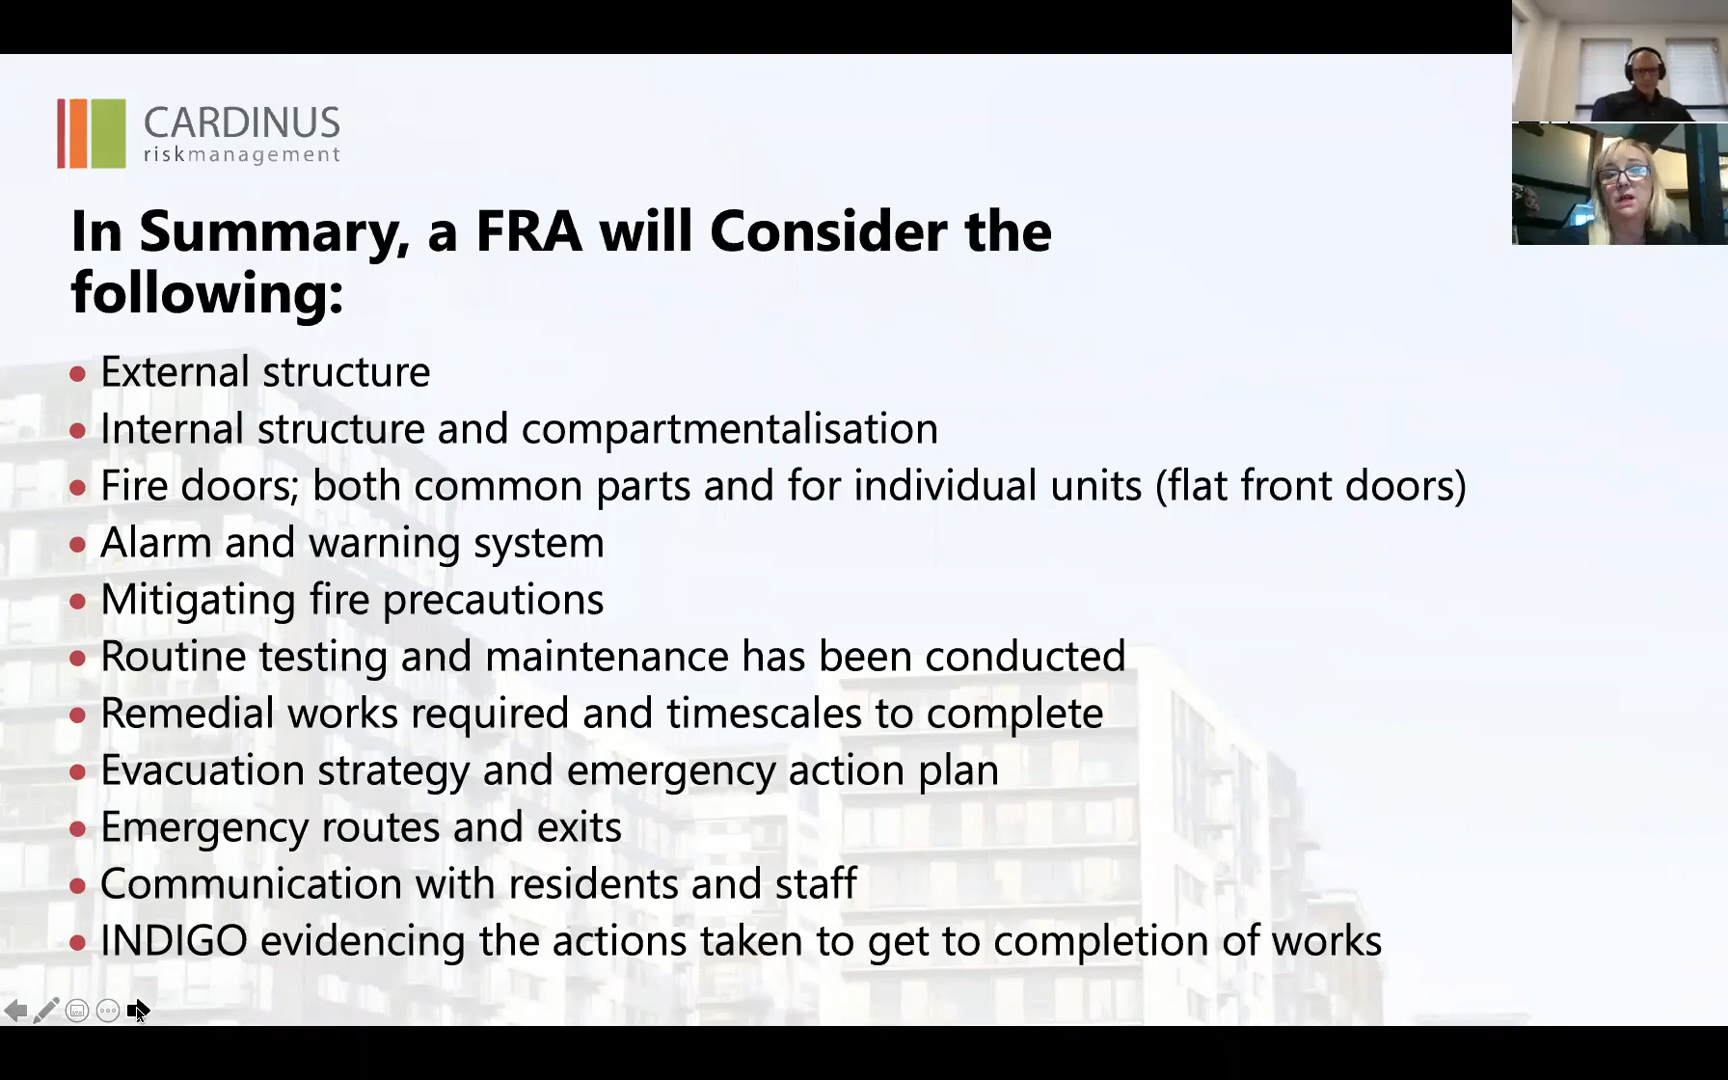 CARDINUS
riskmanagement
In Summary, a FRA will Consider the
following:
External structure
Internal structure and compartmentalisation
Fire doors; both common parts and for individual units (flat front doors)
Alarm and warning system
Mitigating fire precautions
Routine testing and maintenance has been conducted
Remedial works required and timescales to complete
Evacuation strategy and emergency action plan
Emergency routes and exits
Communication with residents and staff
INDIGO evidencing the actions taken to get to completion of works